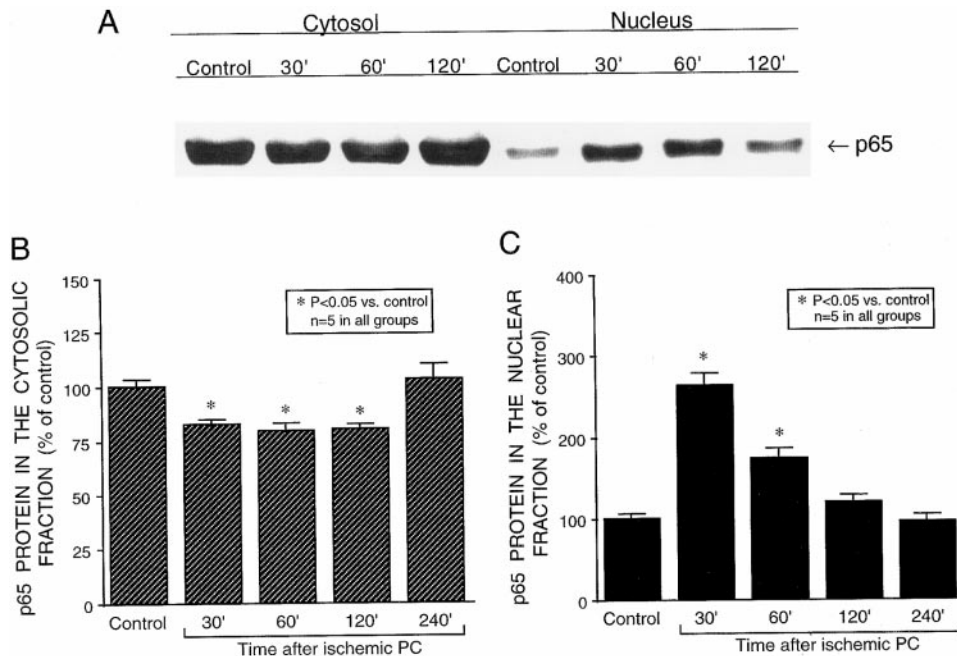 A
Cytosol Nucleus
Control 30' 60' 120' Control 30' 60' 120'
← p65
B
p65 PROTEIN IN THE CYTOSOLIC
FRACTION (% of control)
150
125
100
75
50
25
0
* P<0.05 vs. control
n=5 in all groups
*
*
*
Control 30' 60' 120' 240'
Time after ischemic PC
C
p65 PROTEIN IN THE NUCLEAR
FRACTION (% of control)
400
300
200
100
0
* P<0.05 vs. control
n=5 in all groups
*
*
Control 30' 60' 120' 240'
Time after ischemic PC